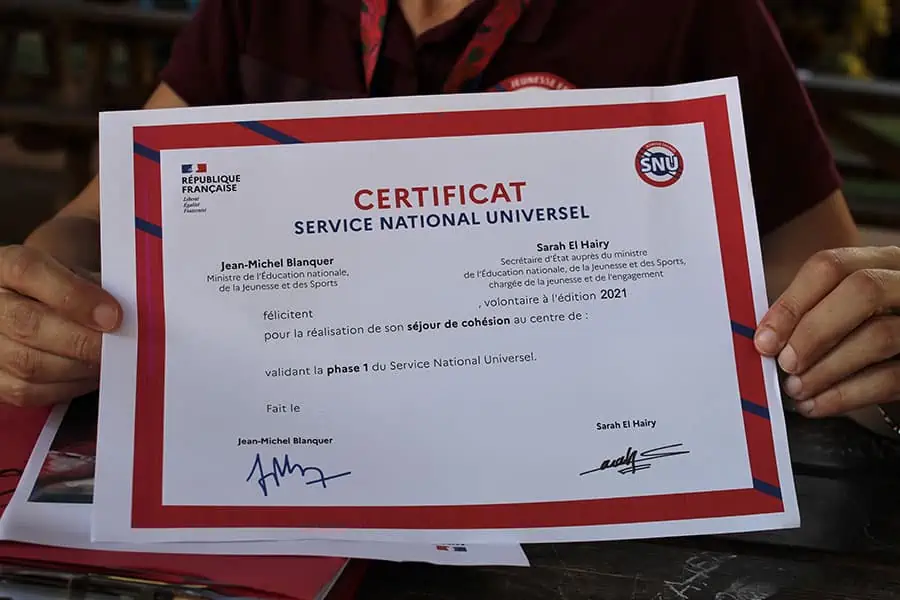 JEUNESSE
RÉPUBLIQUE
FRANÇAISE
Liberté
Égalité
Fraternité
SNU
CERTIFICAT
SERVICE NATIONAL UNIVERSEL
Jean-Michel Blanquer
Ministre de l'Éducation nationale,
de la Jeunesse et des Sports
Sarah El Hairy
Secrétaire d'État auprès du ministre
de l'Éducation nationale, de la Jeunesse et des Sports,
chargée de la jeunesse et de l'engagement
félicitent , volontaire à l'édition 2021
pour la réalisation de son séjour de cohésion au centre de :
validant la phase 1 du Service National Universel.
Fait le
Jean-Michel Blanquer
Sarah El Hairy